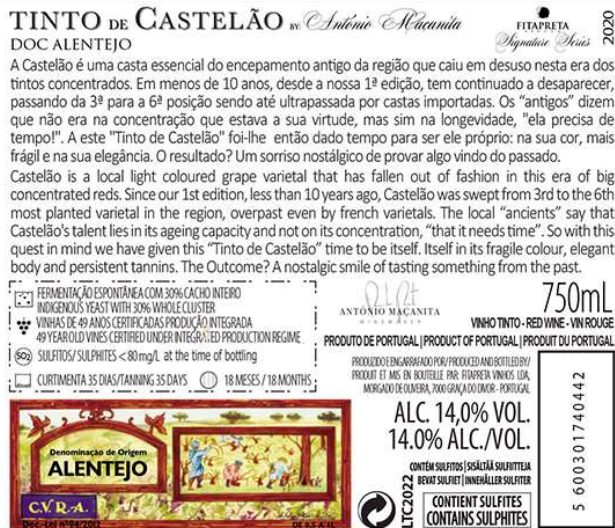 TINTO DE CASTELÃO BY: António Maçanita
DOC ALENTEJO
FITAPRETA
Signature Series
2020
A Castelão é uma casta essencial do encepamento antigo da região que caiu em desuso nesta era dos
tintos concentrados. Em menos de 10 anos, desde a nossa 1ª edição, tem continuado a desaparecer,
passando da 3ª para a 6ª posição sendo até ultrapassada por castas importadas. Os “antigos” dizem
que não era na concentração que estava a sua virtude, mas sim na longevidade, "ela precisa de
tempo!". A este "Tinto de Castelão" foi-lhe então dado tempo para ser ele próprio: na sua cor, mais
frágil e na sua elegância. O resultado? Um sorriso nostálgico de provar algo vindo do passado.
Castelão is a local light coloured grape varietal that has fallen out of fashion in this era of big
concentrated reds. Since our 1st edition, less than 10 years ago, Castelão was swept from 3rd to the 6th
most planted varietal in the region, overpast even by french varietals. The local “ancients” say that
Castelão's talent lies in its ageing capacity and not on its concentration, “that it needs time”. So with this
quest in mind we have given this “Tinto de Castelão” time to be itself. Itself in its fragile colour, elegant
body and persistent tannins. The Outcome? A nostalgic smile of tasting something from the past.
FERMENTAÇÃO ESPONTÂNEA COM 30% CACHO INTEIRO
INDIGENOUS YEAST WITH 30% WHOLE CLUSTER
VINHAS DE 49 ANOS CERTIFICADAS PRODUÇÃO INTEGRADA
49 YEAR OLD VINES CERTIFIED UNDER INTEGRATED PRODUCTION REGIME
SO2 SULFITOS/SULPHITES < 80 mg/L at the time of bottling
CURTIMENTA 35 DIAS/TANNING 35 DAYS
18 MESES / 18 MONTHS
ANTÓNIO MAÇANITA
WINEMAKER
750mL
VINHO TINTO - RED WINE - VIN ROUGE
PRODUTO DE PORTUGAL | PRODUCT OF PORTUGAL | PRODUIT DU PORTUGAL
PRODUZIDO E ENGARRAFADO POR/ PRODUCED AND BOTTLED BY/
PRODUIT ET MIS EN BOUTEILLE PAR: FITAPRETA VINHOS LDA,
MORGADO DE OLIVEIRA, 7000 GRAÇA DO DIVOR - PORTUGAL
ALC. 14,0% VOL.
14.0% ALC./VOL.
CONTÉM SULFITOS | SISÄLTÄÄ SULFIITTEJA
BEVAT SULFIET | INNEHÅLLER SULFITER
CONTIENT SULFITES
CONTAINS SULPHITES
LTC2022
5 600301740442
Denominação de Origem
ALENTEJO
C.V.R.A.
Dec.-Lei nº94/2012
DE 0,5 A 1L